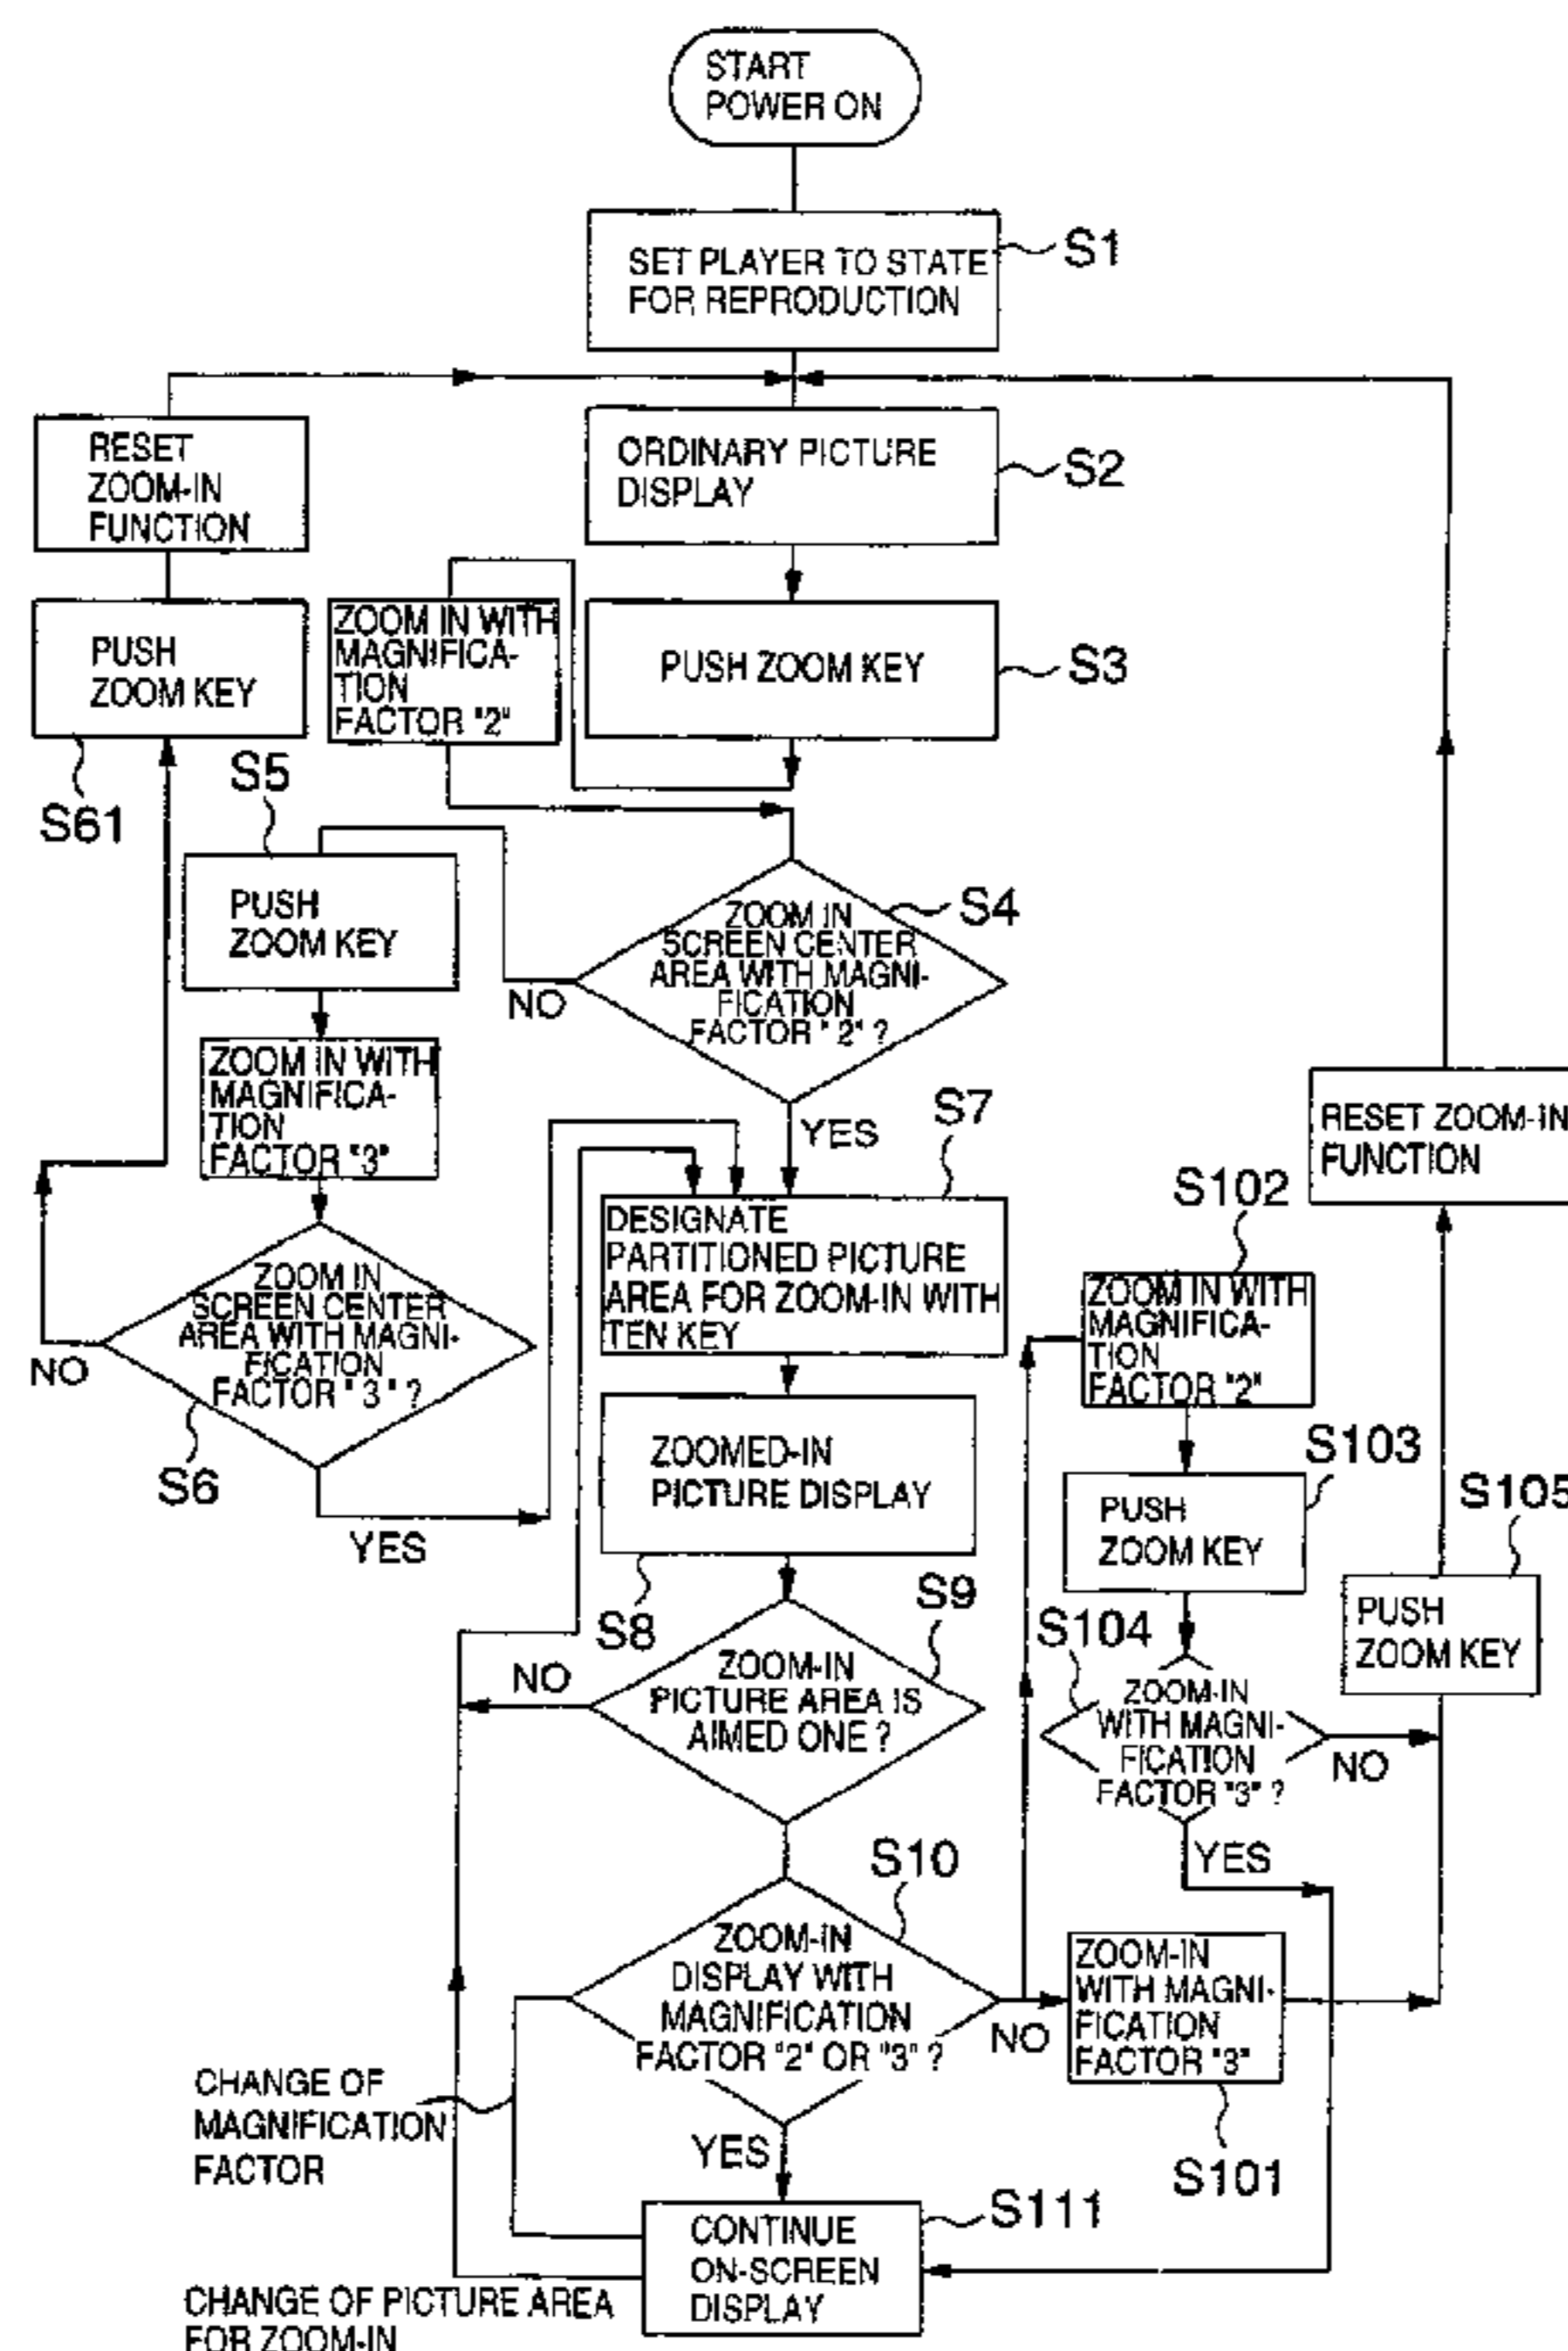 START
POWER ON
SET PLAYER TO STATE
FOR REPRODUCTION
S1
RESET
ZOOM-IN
FUNCTION
ORDINARY PICTURE
DISPLAY
S2
PUSH
ZOOM KEY
S61
ZOOM IN WITH
MAGNIFICA-
TION
FACTOR "2"
PUSH ZOOM KEY
S3
S5
PUSH
ZOOM KEY
ZOOM IN
SCREEN CENTER
AREA WITH MAGNI-
FICATION
FACTOR "2" ?
S4
NO
YES
ZOOM IN WITH
MAGNIFICA-
TION
FACTOR "3"
S7
DESIGNATE
PARTITIONED PICTURE
AREA FOR ZOOM-IN WITH
TEN KEY
RESET ZOOM-IN
FUNCTION
S102
ZOOM IN WITH
MAGNIFICA-
TION
FACTOR "2"
ZOOM IN
SCREEN CENTER
AREA WITH MAGNI-
FICATION
FACTOR "3" ?
NO
S6
YES
ZOOMED-IN
PICTURE DISPLAY
S8
S103
PUSH
ZOOM KEY
S105
PUSH
ZOOM KEY
S9
ZOOM-IN
PICTURE AREA IS
AIMED ONE ?
NO
S104
ZOOM-IN
WITH MAGNI-
FICATION
FACTOR "3" ?
NO
YES
S10
ZOOM-IN
DISPLAY WITH
MAGNIFICATION
FACTOR "2" OR "3" ?
NO
YES
ZOOM-IN
WITH MAGNI-
FICATION
FACTOR "3"
S101
CHANGE OF
MAGNIFICATION
FACTOR
S111
CONTINUE
ON-SCREEN
DISPLAY
CHANGE OF PICTURE AREA
FOR ZOOM-IN